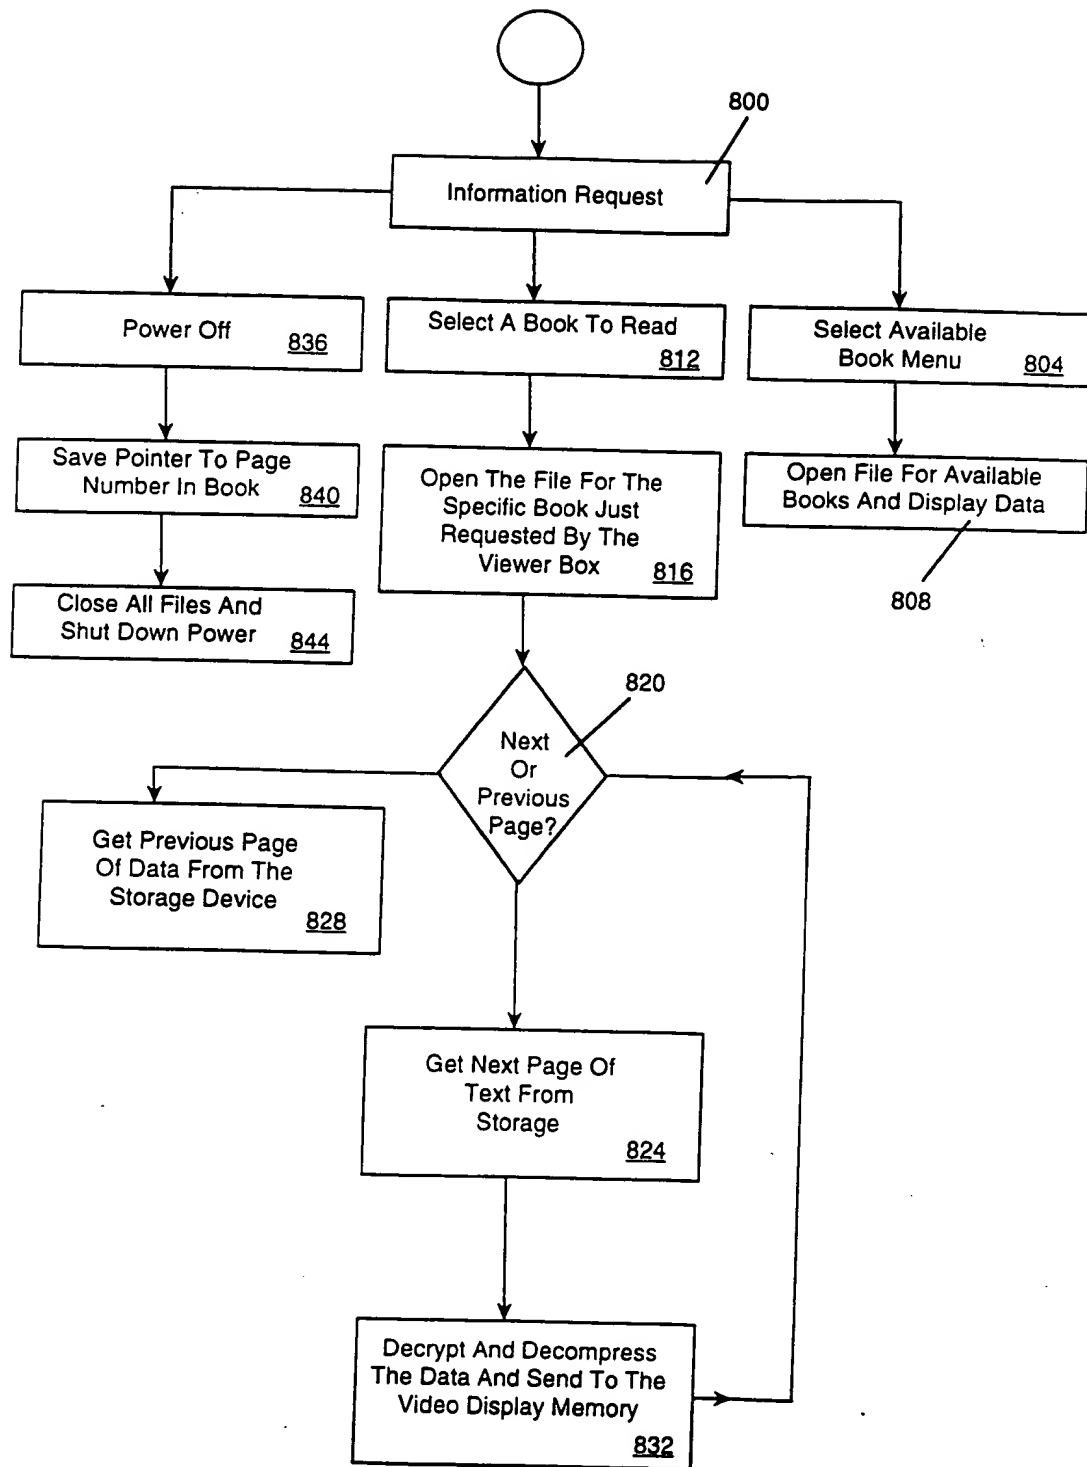 800
Information Request
Power Off
836
Select A Book To Read
812
Select Available
Book Menu
804
Save Pointer To Page
Number In Book
840
Open The File For The
Specific Book Just
Requested By The
Viewer Box
816
Open File For Available
Books And Display Data
808
Close All Files And
Shut Down Power
844
820
Next
Or
Previous
Page?
Get Previous Page
Of Data From The
Storage Device
828
Get Next Page Of
Text From
Storage
824
Decrypt And Decompress
The Data And Send To The
Video Display Memory
832